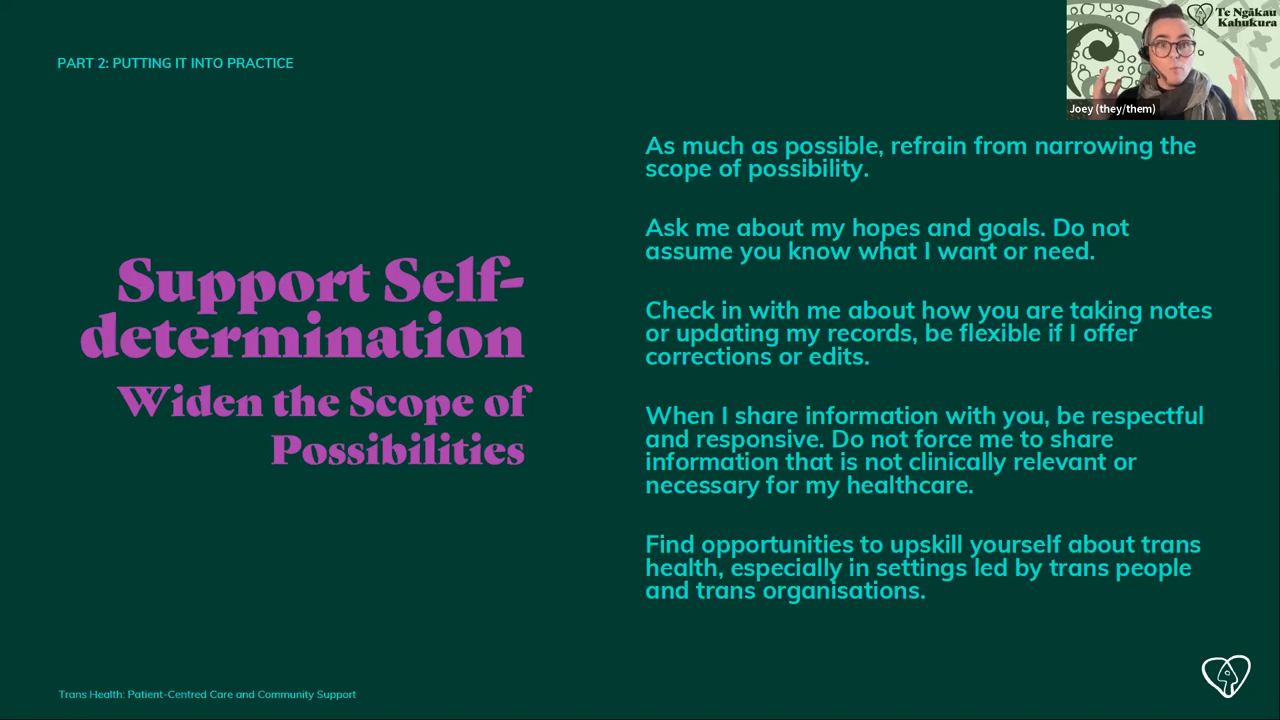 PART 2: PUTTING IT INTO PRACTICE
Te Ngākau
Kahukura
Joey (they/them)
Support Self-
determination
Widen the Scope of
Possibilities
As much as possible, refrain from narrowing the
scope of possibility.
Ask me about my hopes and goals. Do not
assume you know what I want or need.
Check in with me about how you are taking notes
or updating my records, be flexible if I offer
corrections or edits.
When I share information with you, be respectful
and responsive. Do not force me to share
information that is not clinically relevant or
necessary for my healthcare.
Find opportunities to upskill yourself about trans
health, especially in settings led by trans people
and trans organisations.
Trans Health: Patient-Centred Care and Community Support